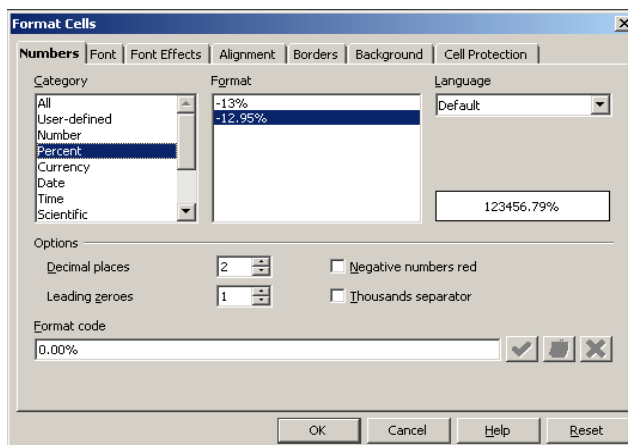 Format Cells
Numbers Font Font Effects Alignment Borders Background Cell Protection
Category Format Language
All
User-defined
Number
Percent
Currency
Date
Time
Scientific
-13%
-12.95%
Default
123456.79%
Options
Decimal places 2 Negative numbers red
Leading zeroes 1 Thousands separator
Format code
0.00%
OK Cancel Help Reset